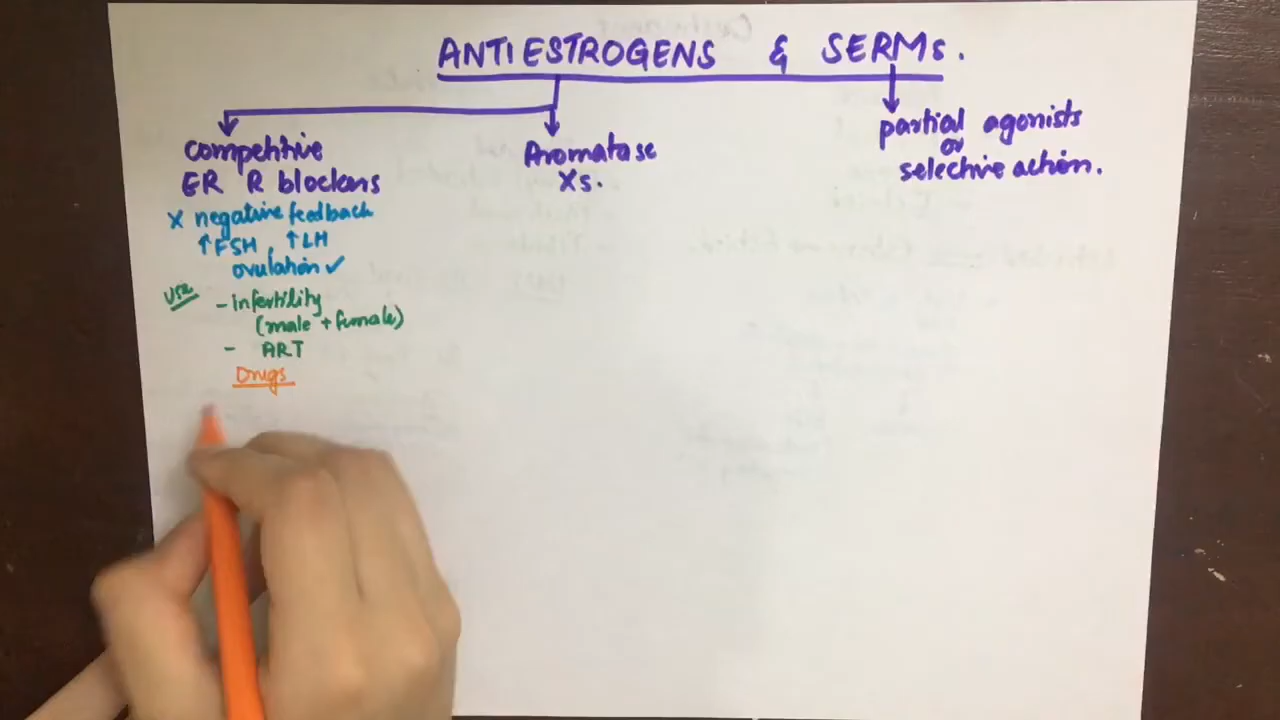 ANTIESTROGENS & SERMs.
Competitive
ER R blockers
X negative feedback
↑FSH, ↑LH
ovulation ✓
Use
- infertility
(male + female)
- ART
Drugs
Aromatase
Xs.
partial agonists
or
selective action.